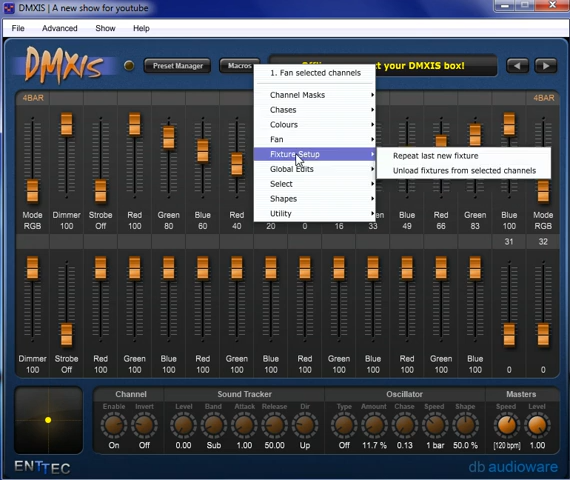 DMXIS | A new show for youtube
File Advanced Show Help
DMXIS Preset Manager Macros your DMXIS box!
1. Fan selected channels
Channel Masks
Chases
Colours
Fan
Fixture Setup
Global Edits
Select
Shapes
Utility
Repeat last new fixture
Unload fixtures from selected channels
4BAR 4BAR
Mode Dimmer Strobe Red Green Blue Red Blue Red Green Mode
RGB 100 Off 100 80 60 40 20 0 16 33 49 66 83 RGB
31 32
Dimmer Strobe Red Green Blue Red Green Blue Red Green Blue Red Green Blue
100 Off 100 100 100 100 100 100 100 100 100 100 100 100 0 0
Channel Sound Tracker Oscillator Masters
Enable Invert Level Band Attack Release Dir Type Amount Chase Speed Shape Speed Level
On Off 0.00 Sub 1.00 50.00 Up Off 11.7 % 0.13 1 bar 50.0 % [120 bpm] 1.00
ENTTEC db audioware